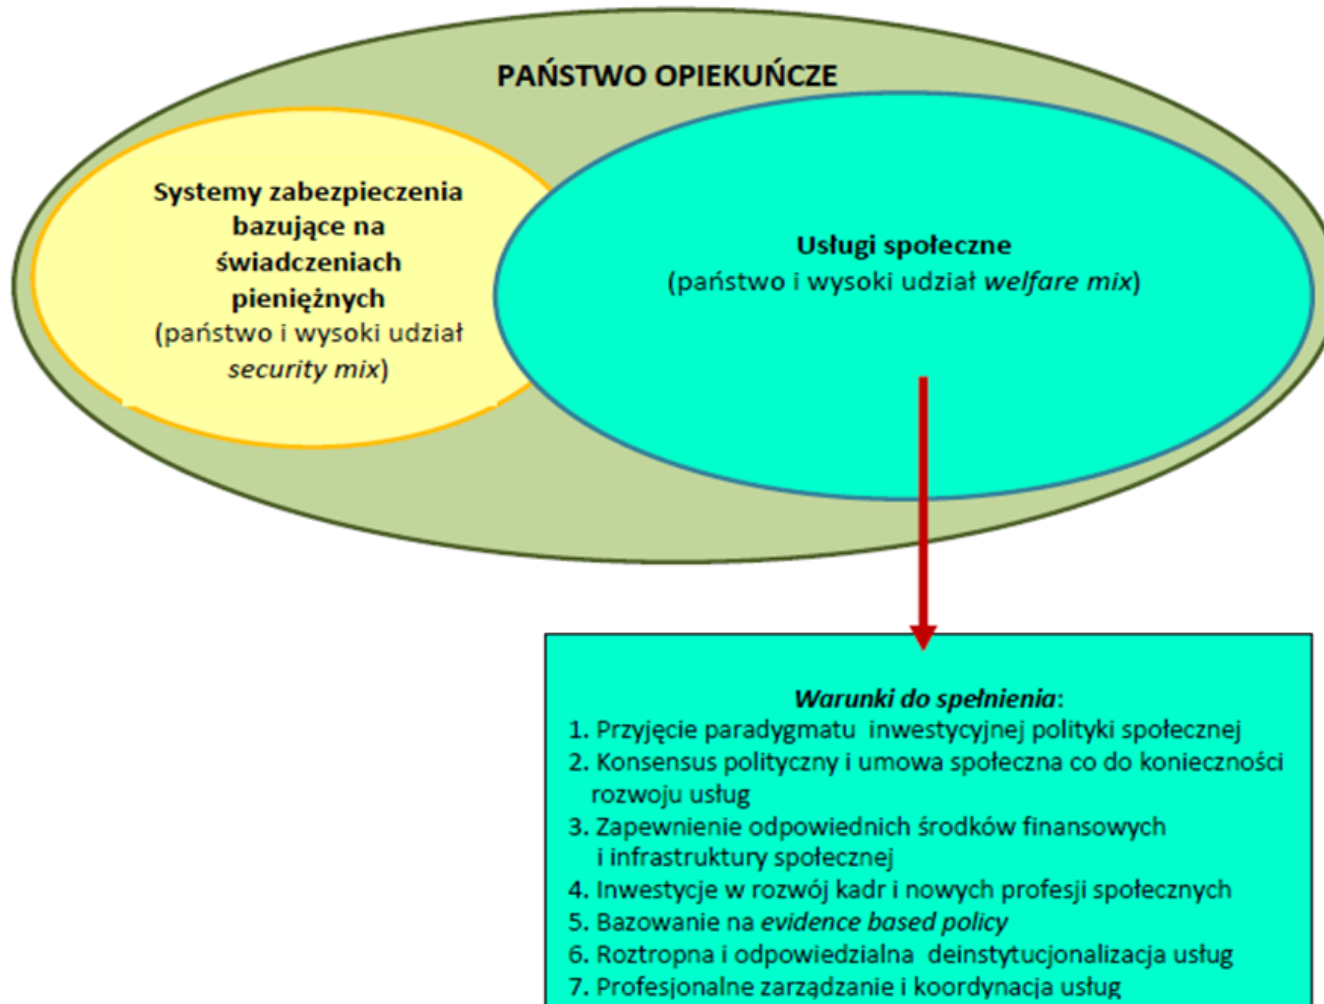 PAŃSTWO OPIEKUŃCZE
Systemy zabezpieczenia
bazujące na
świadczeniach
pieniężnych
(państwo i wysoki udział
security mix)
Usługi społeczne
(państwo i wysoki udział welfare mix)
Warunki do spełnienia:
1. Przyjęcie paradygmatu inwestycyjnej polityki społecznej
2. Konsensus polityczny i umowa społeczna co do konieczności
rozwoju usług
3. Zapewnienie odpowiednich środków finansowych
i infrastruktury społecznej
4. Inwestycje w rozwój kadr i nowych profesji społecznych
5. Bazowanie na evidence based policy
6. Roztropna i odpowiedzialna deinstytucjonalizacja usług
7. Profesjonalne zarządzanie i koordynacja usług